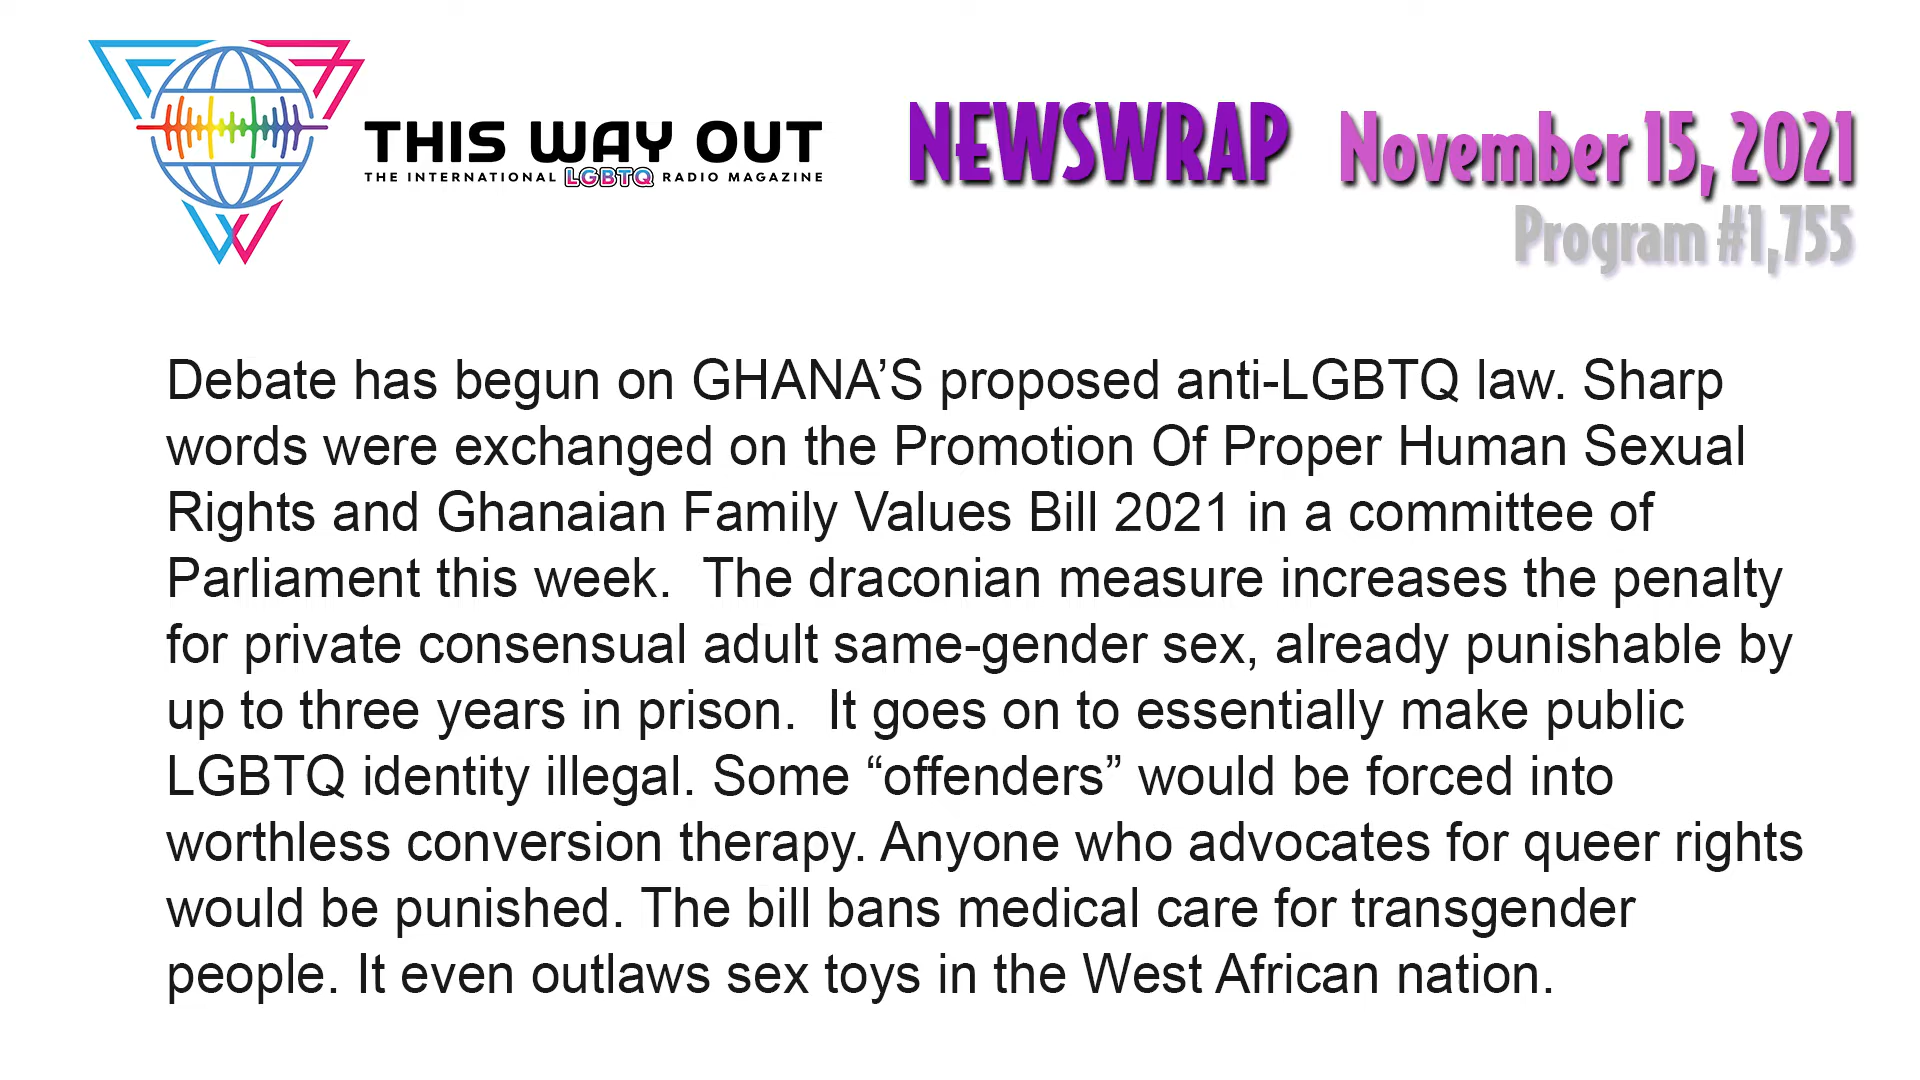 THIS WAY OUT
THE INTERNATIONAL LGBTQ RADIO MAGAZINE
NEWSWRAP
November 15, 2021
Program #1,755
Debate has begun on GHANA’S proposed anti-LGBTQ law. Sharp
words were exchanged on the Promotion Of Proper Human Sexual
Rights and Ghanaian Family Values Bill 2021 in a committee of
Parliament this week.  The draconian measure increases the penalty
for private consensual adult same-gender sex, already punishable by
up to three years in prison.  It goes on to essentially make public
LGBTQ identity illegal. Some “offenders” would be forced into
worthless conversion therapy. Anyone who advocates for queer rights
would be punished. The bill bans medical care for transgender
people. It even outlaws sex toys in the West African nation.